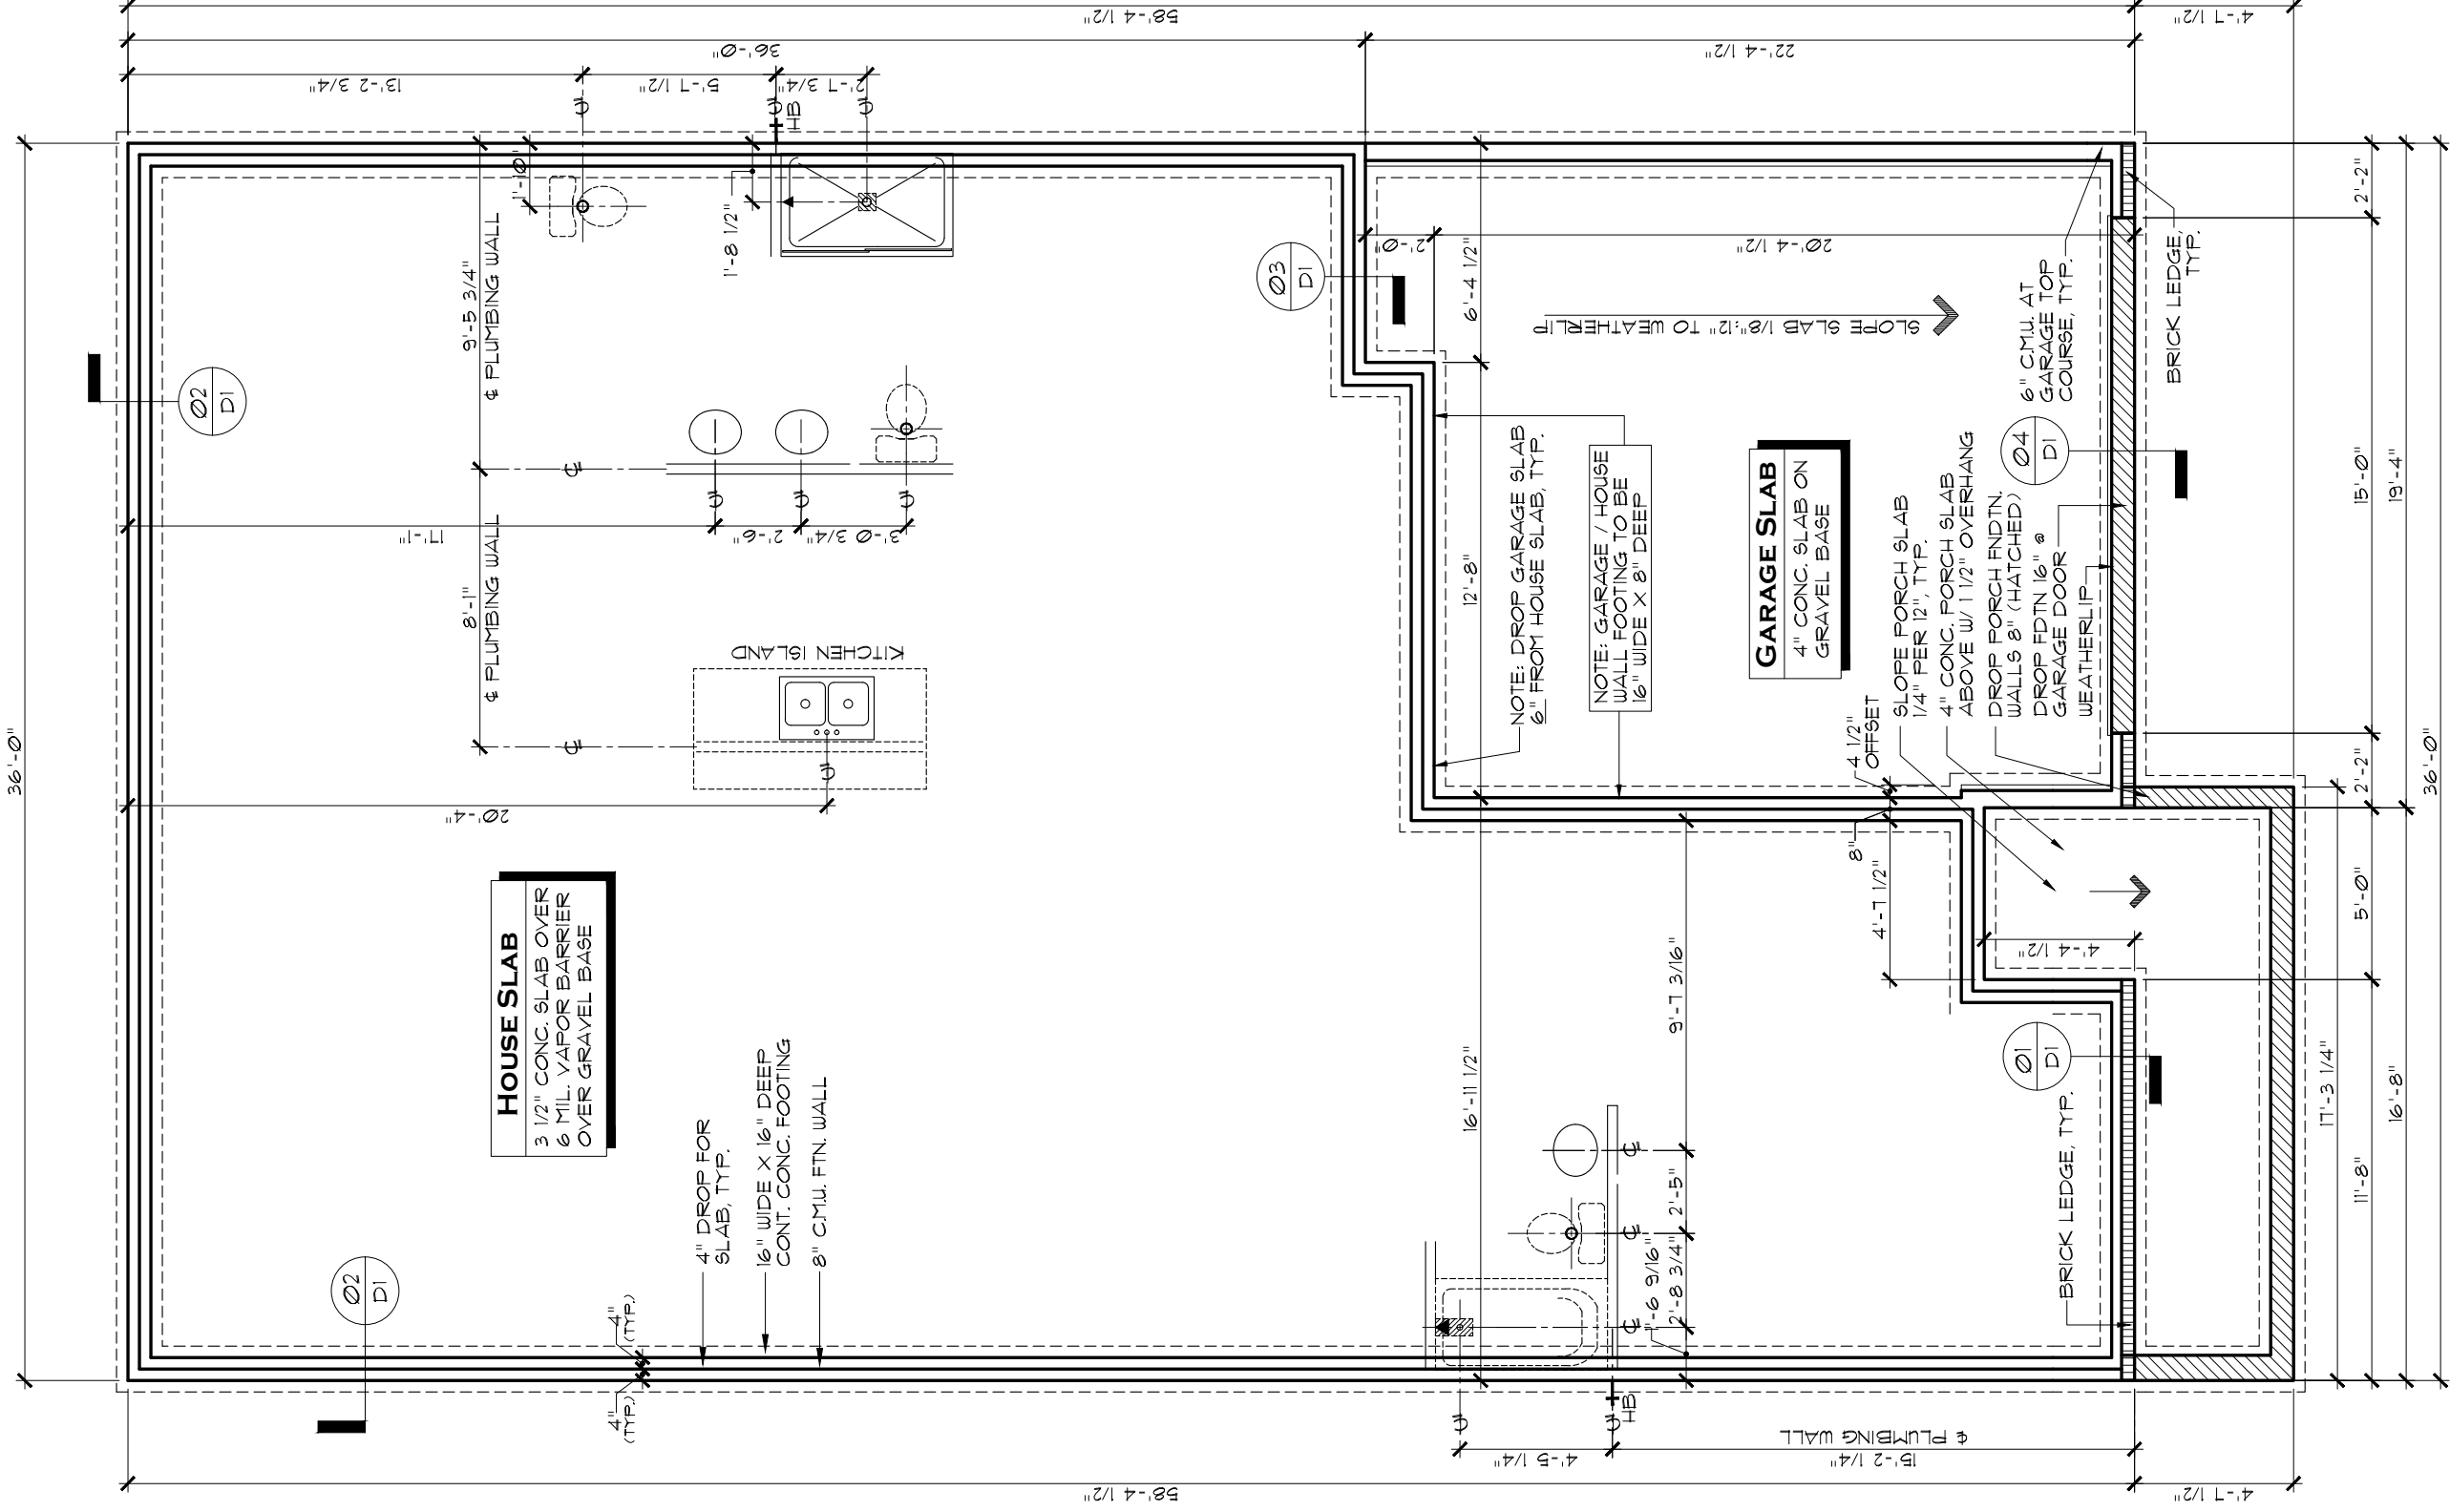 58'-4 1/2"
4'-7 1/2"
36'-0"
22'-4 1/2"
13'-2 3/4"
5'-7 1/2"
2'-7 3/4"
HB
36'-0"
9'-5 3/4"
℄ PLUMBING WALL
1'-10"
1'-8 1/2"
02
D1
8'-1"
℄ PLUMBING WALL
17'-1"
2'-6"
3'-0 3/4"
KITCHEN ISLAND
20'-4"
03
D1
2'-0"
20'-4 1/2"
6'-4 1/2"
SLOPE SLAB 1/8":12" TO WEATHERLIP
6" C.M.U. AT
GARAGE TOP
COURSE, TYP.
BRICK LEDGE,
TYP.
2'-2"
15'-0"
19'-4"
2'-2"
36'-0"
12'-8"
NOTE: DROP GARAGE SLAB
6" FROM HOUSE SLAB, TYP.
NOTE: GARAGE / HOUSE
WALL FOOTING TO BE
16" WIDE X 8" DEEP
GARAGE SLAB
4" CONC. SLAB ON
GRAVEL BASE
04
D1
4 1/2"
OFFSET
SLOPE PORCH SLAB
1/4" PER 12", TYP.
4" CONC. PORCH SLAB
ABOVE W/ 1 1/2" OVERHANG
DROP PORCH FNDTN.
WALLS 8" (HATCHED)
DROP FDTN 16" @
GARAGE DOOR
WEATHERLIP
8"
4'-7 1/2"
4'-4 1/2"
5'-0"
HOUSE SLAB
3 1/2" CONC. SLAB OVER
6 MIL. VAPOR BARRIER
OVER GRAVEL BASE
4" DROP FOR
SLAB, TYP.
16" WIDE X 16" DEEP
CONT. CONC. FOOTING
8" C.M.U. FTN. WALL
02
D1
4"
(TYP.)
4"
(TYP.)
16'-11 1/2"
9'-7 3/16"
2'-5"
2'-8 3/4"
1'-6 9/16"
01
D1
BRICK LEDGE, TYP.
17'-3 1/4"
11'-8"
16'-8"
HB
4'-5 1/4"
15'-2 1/4"
℄ PLUMBING WALL
58'-4 1/2"
4'-7 1/2"